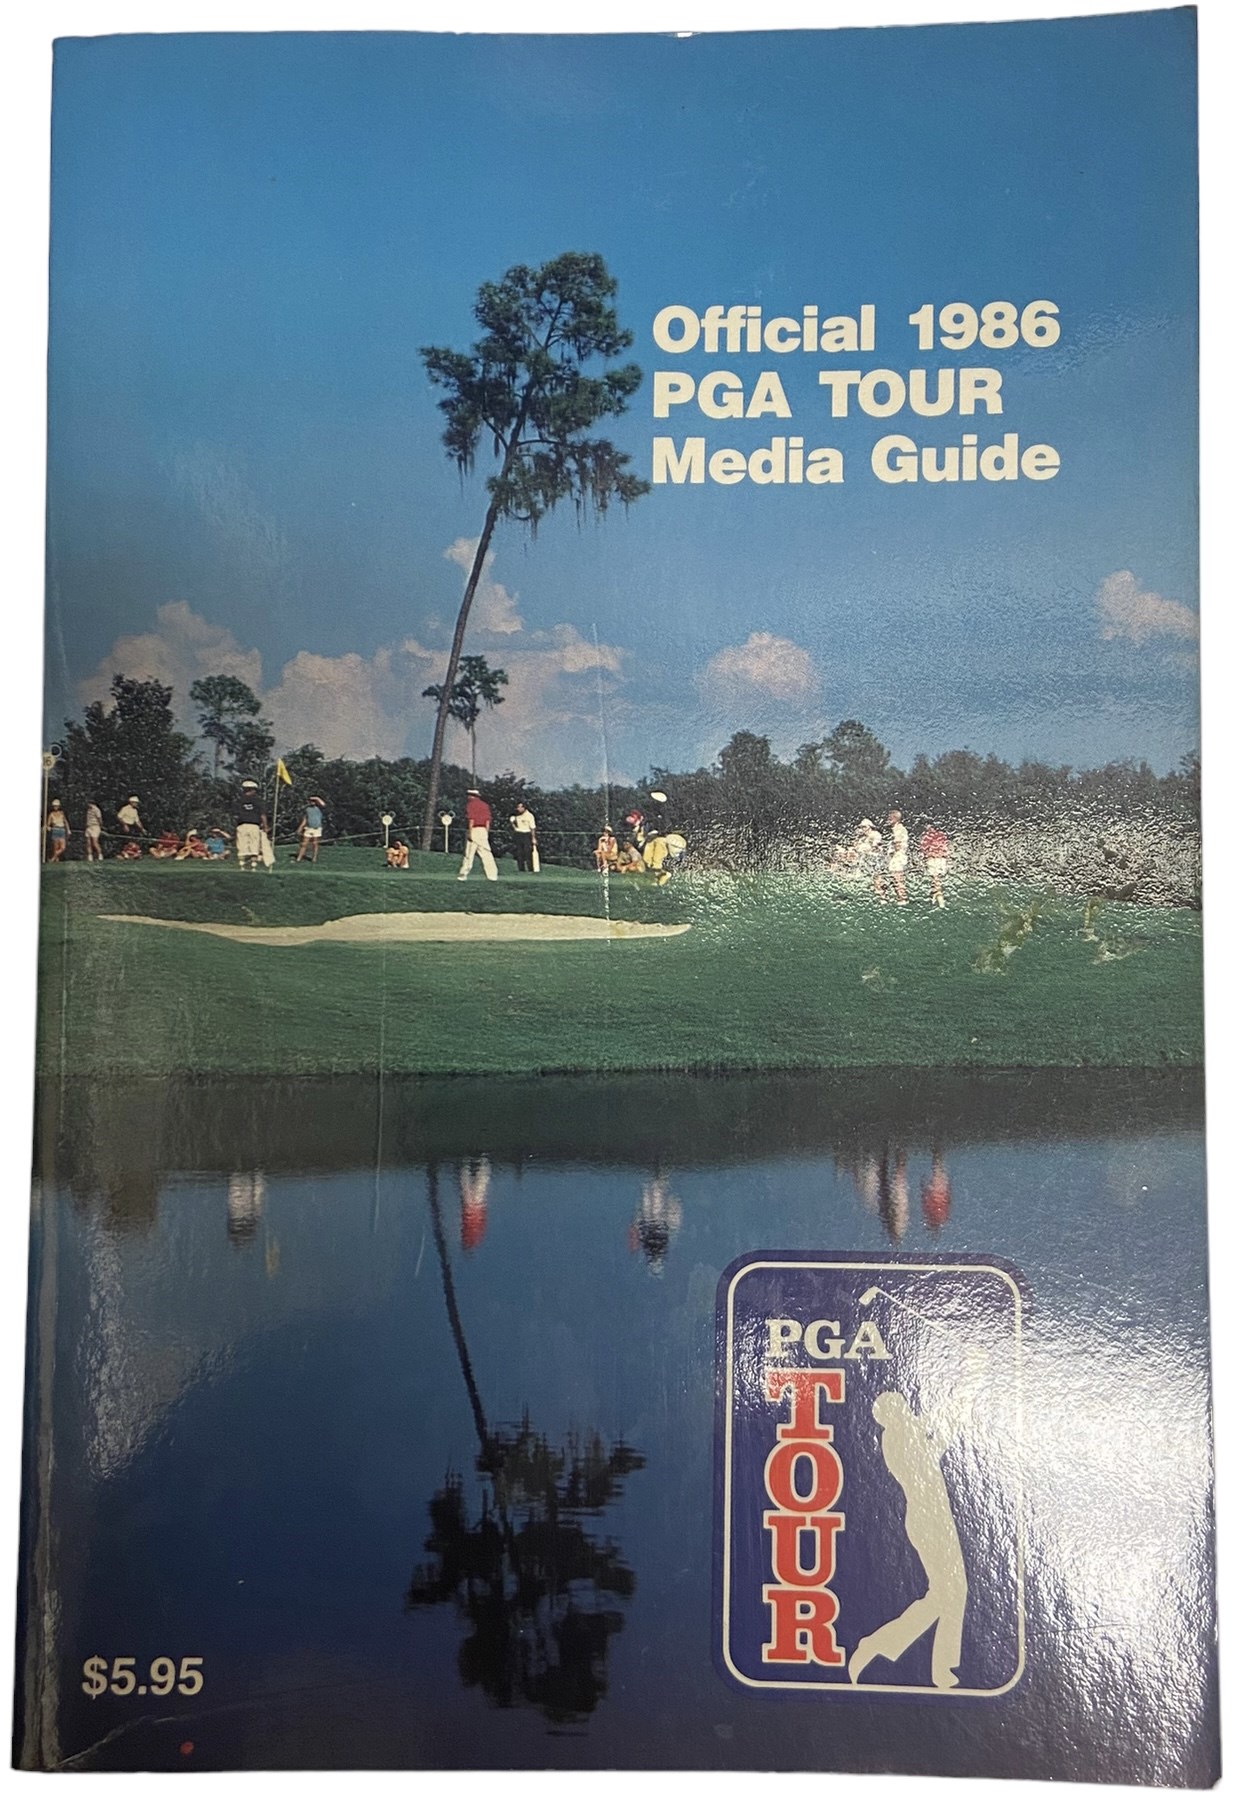 Official 1986
PGA TOUR
Media Guide
PGA
TOUR
$5.95